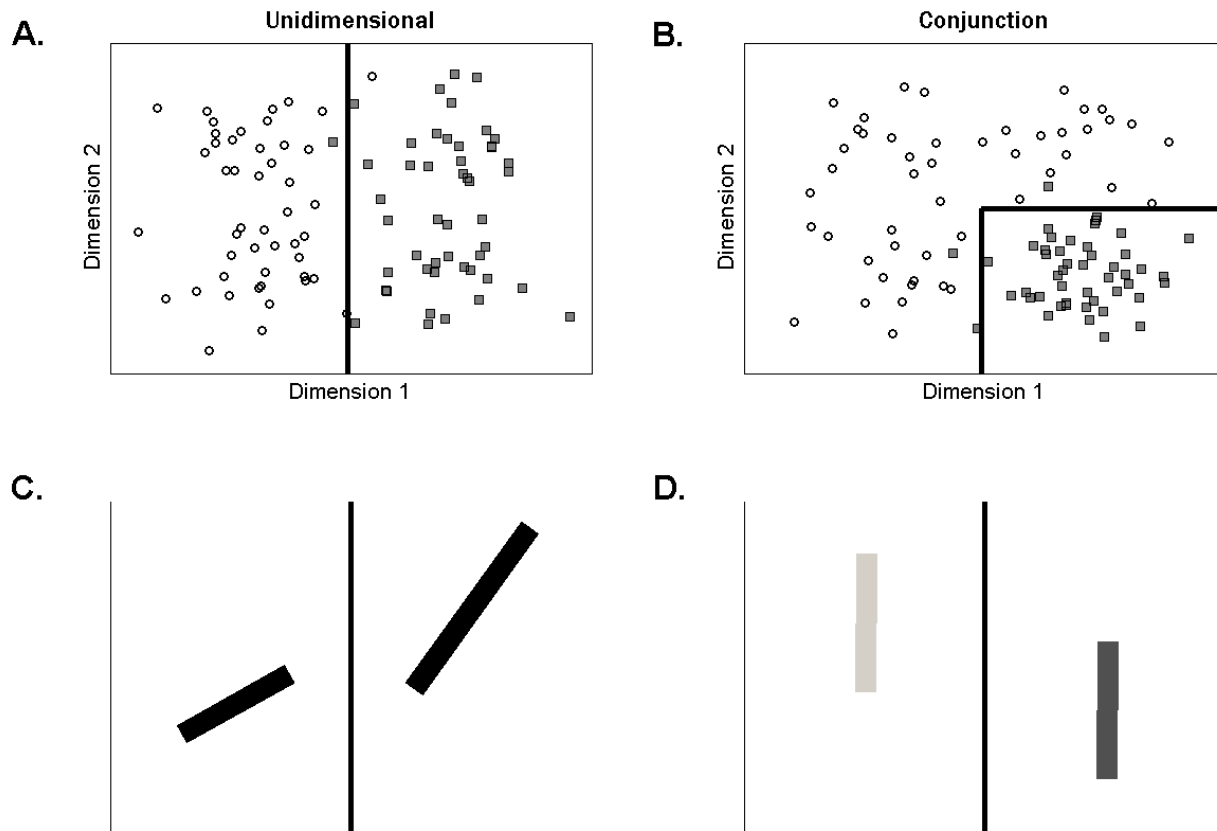 A.
Unidimensional
Dimension 2
Dimension 1
B.
Conjunction
Dimension 2
Dimension 1
C.
D.